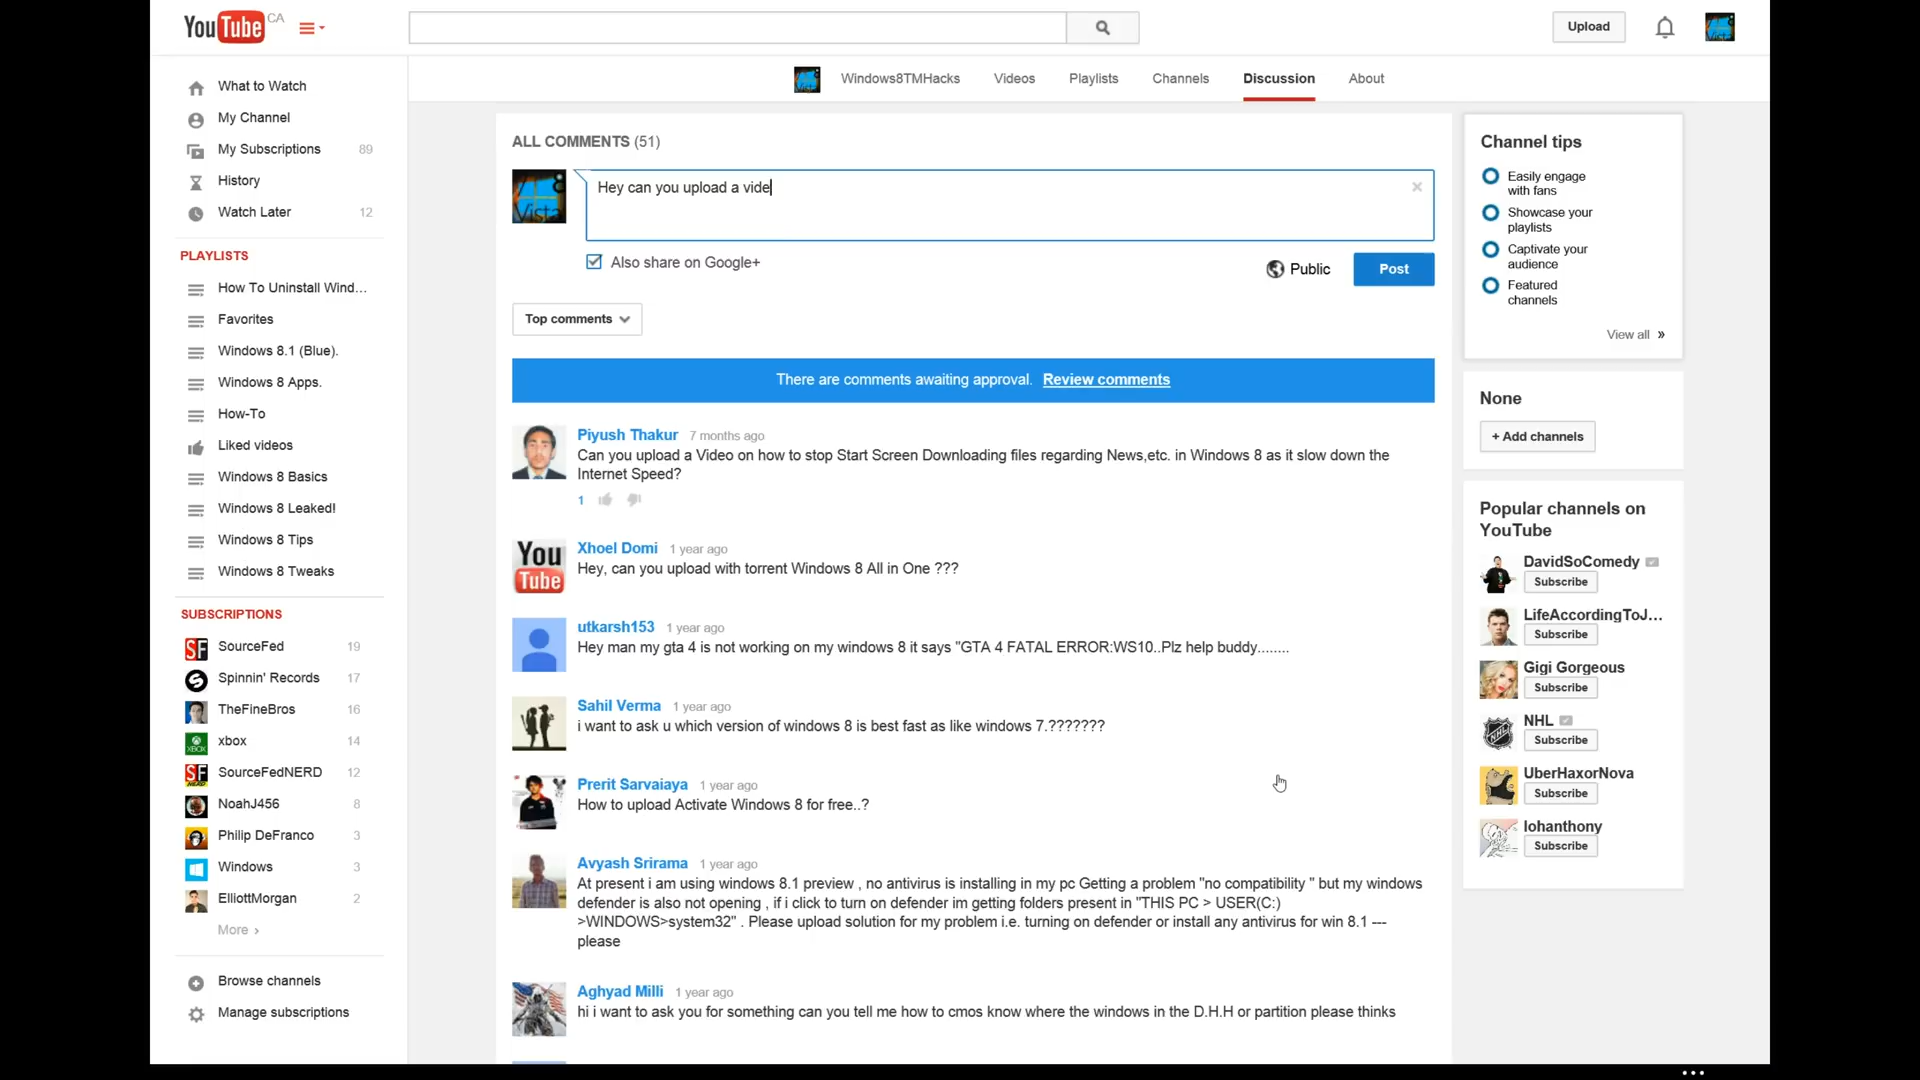 YouTube CA
Upload
Windows8TMHacks Videos Playlists Channels Discussion About
What to Watch
My Channel
My Subscriptions 89
History
Watch Later 12
PLAYLISTS
How To Uninstall Wind...
Favorites
Windows 8.1 (Blue).
Windows 8 Apps.
How-To
Liked videos
Windows 8 Basics
Windows 8 Leaked!
Windows 8 Tips
Windows 8 Tweaks
SUBSCRIPTIONS
SF SourceFed 19
Spinnin' Records 17
TheFineBros 16
XBOX xbox 14
SF NERD SourceFedNERD 12
NoahJ456 8
Philip DeFranco 3
Windows 3
ElliottMorgan 2
More ›
Browse channels
Manage subscriptions
ALL COMMENTS (51)
8
Vista
Hey can you upload a vide
Also share on Google+
Public
Post
Top comments
There are comments awaiting approval. Review comments
Piyush Thakur 7 months ago
Can you upload a Video on how to stop Start Screen Downloading files regarding News,etc. in Windows 8 as it slow down the
Internet Speed?
1
You
Tube
Xhoel Domi 1 year ago
Hey, can you upload with torrent Windows 8 All in One ???
utkarsh153 1 year ago
Hey man my gta 4 is not working on my windows 8 it says "GTA 4 FATAL ERROR:WS10..Plz help buddy........
Sahil Verma 1 year ago
i want to ask u which version of windows 8 is best fast as like windows 7.???????
Prerit Sarvaiaya 1 year ago
How to upload Activate Windows 8 for free..?
Avyash Srirama 1 year ago
At present i am using windows 8.1 preview , no antivirus is installing in my pc Getting a problem "no compatibility " but my windows
defender is also not opening , if i click to turn on defender im getting folders present in "THIS PC > USER(C:)
>WINDOWS>system32" . Please upload solution for my problem i.e. turning on defender or install any antivirus for win 8.1 ---
please
Aghyad Milli 1 year ago
hi i want to ask you for something can you tell me how to cmos know where the windows in the D.H.H or partition please thinks
Channel tips
Easily engage
with fans
Showcase your
playlists
Captivate your
audience
Featured
channels
View all »
None
+ Add channels
Popular channels on
YouTube
DavidSoComedy
Subscribe
LifeAccordingToJ...
Subscribe
Gigi Gorgeous
Subscribe
NHL
Subscribe
UberHaxorNova
Subscribe
lohanthony
Subscribe